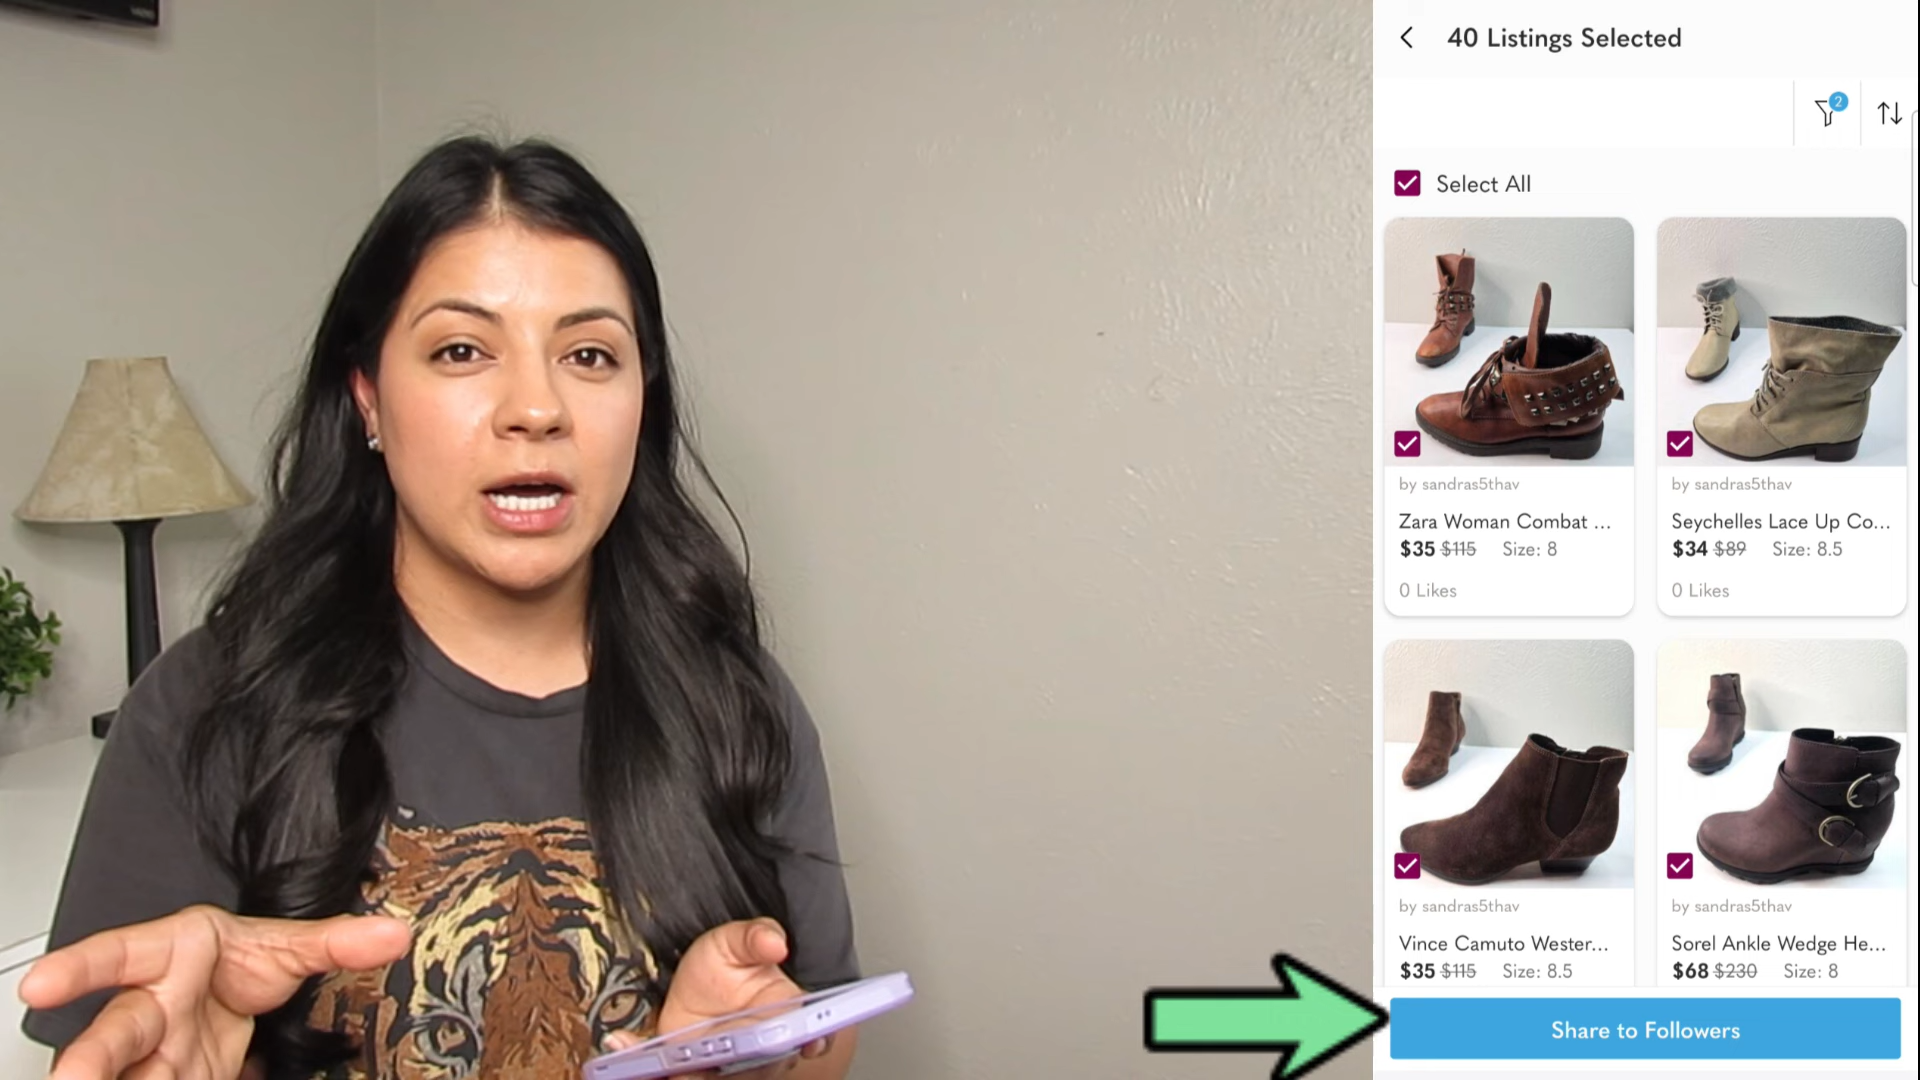 40 Listings Selected
2
Select All
by sandras5thav
Zara Woman Combat ...
$35 $115 Size: 8
0 Likes
by sandras5thav
Seychelles Lace Up Co...
$34 $89 Size: 8.5
0 Likes
by sandras5thav
Vince Camuto Wester...
$35 $115 Size: 8.5
by sandras5thav
Sorel Ankle Wedge He...
$68 $230 Size: 8
Share to Followers